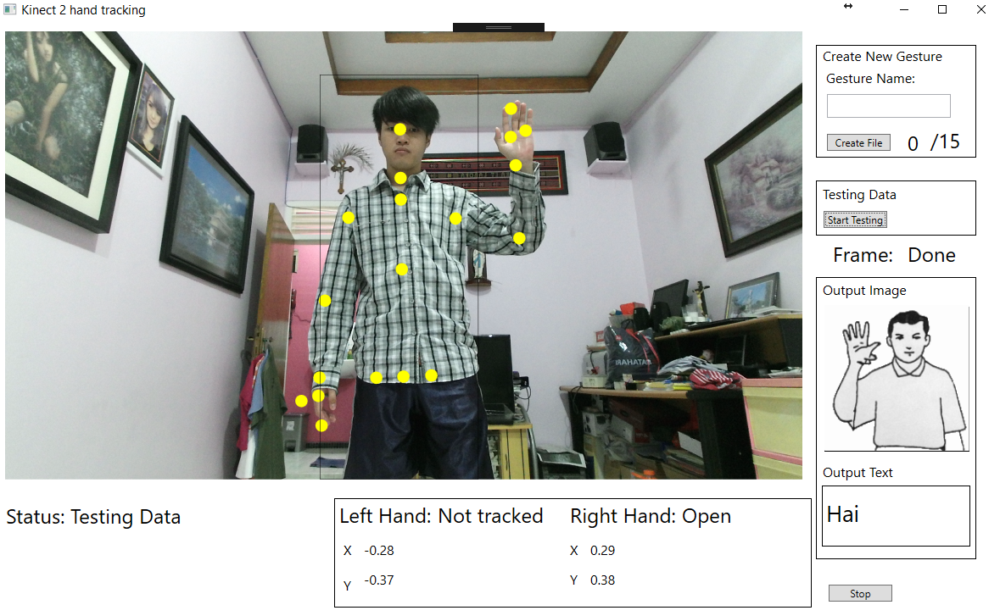 Kinect 2 hand tracking
Create New Gesture
Gesture Name:
Create File 0 /15
Testing Data
Start Testing
Frame: Done
Output Image
Output Text
Hai
Status: Testing Data
Left Hand: Not tracked Right Hand: Open
X -0.28 X 0.29
Y -0.37 Y 0.38
Stop